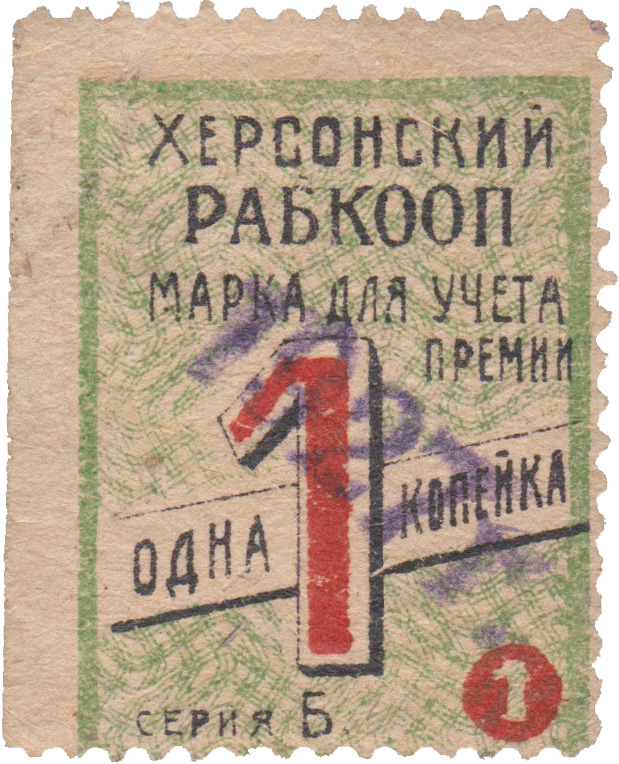 ХЕРСОНСКИЙ
РАБКООП
МАРКА ДЛЯ УЧЕТА
ПРЕМИИ
1
ОДНА КОПЕЙКА
СЕРИЯ Б.
1